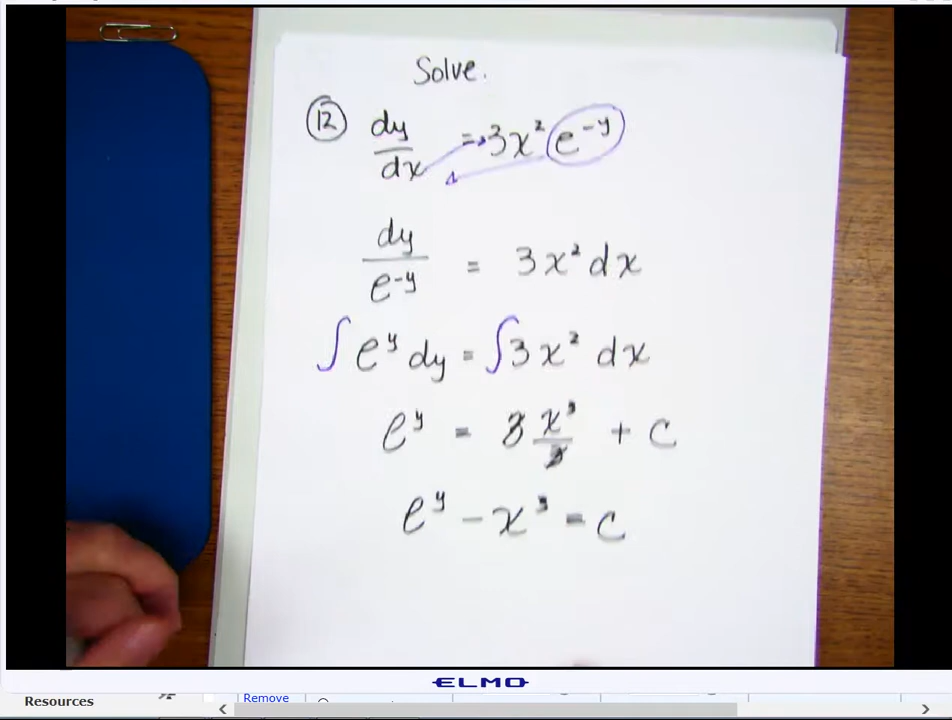 Solve.
⑫ dy/dx = 3x² e^(-y)
dy/e^(-y) = 3x² dx
∫ e^y dy = ∫ 3x² dx
e^y = 3 x³/3 + c
e^y - x³ = c
ELMO
Resources
Remove